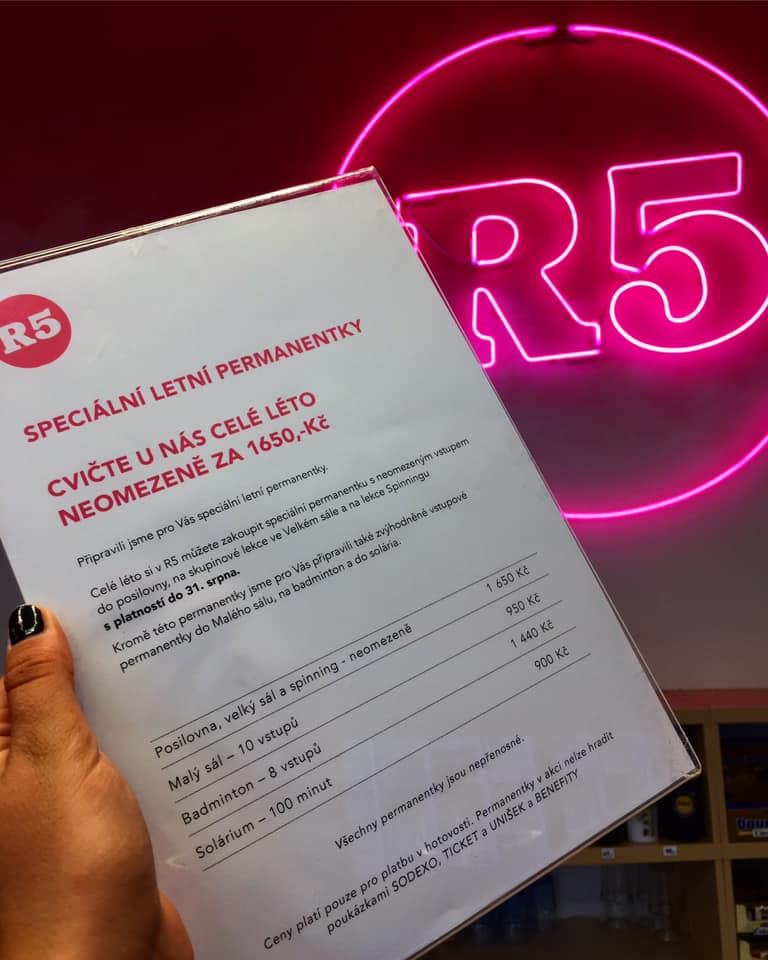 R5
R5
SPECIÁLNÍ LETNÍ PERMANENTKY
CVIČTE U NÁS CELÉ LÉTO
NEOMEZENĚ ZA 1650,-Kč
Připravili jsme pro Vás speciální letní permanentky.
Celé léto si v R5 můžete zakoupit speciální permanentku s neomezeným vstupem
do posilovny, na skupinové lekce ve Velkém sále a na lekce Spinningu
s platností do 31. srpna.
Kromě této permanentky jsme pro Vás připravili také zvýhodněné vstupové
permanentky do Malého sálu, na badminton a do solária.
Posilovna, velký sál a spinning - neomezeně 1 650 Kč
Malý sál – 10 vstupů 950 Kč
Badminton – 8 vstupů 1 440 Kč
Solárium – 100 minut 900 Kč
Všechny permanentky jsou nepřenosné.
Ceny platí pouze pro platbu v hotovosti. Permanentky v akci nelze hradit
poukázkami SODEXO, TICKET a UNIŠEK a BENEFITY